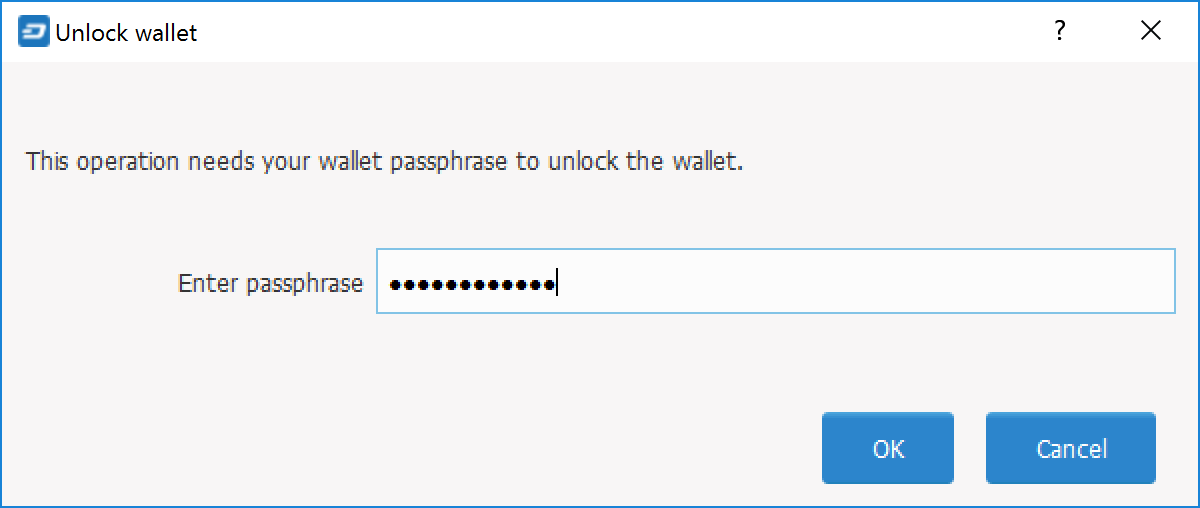 Unlock wallet
?
This operation needs your wallet passphrase to unlock the wallet.
Enter passphrase ••••••••••••
OK Cancel